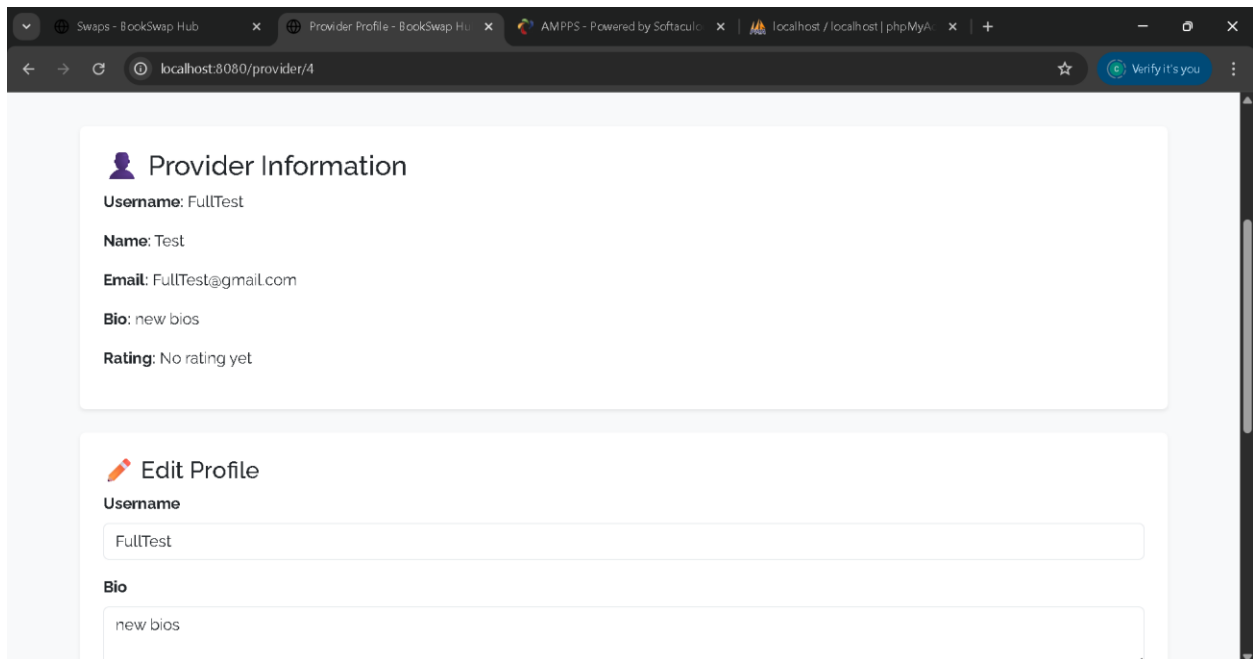 Swaps - BookSwap Hub
Provider Profile - BookSwap Hu
AMPPS - Powered by Softaculo
localhost / localhost | phpMyA
localhost:8080/provider/4
Verify it's you
Provider Information
Username: FullTest
Name: Test
Email: FullTest@gmail.com
Bio: new bios
Rating: No rating yet
Edit Profile
Username
FullTest
Bio
new bios